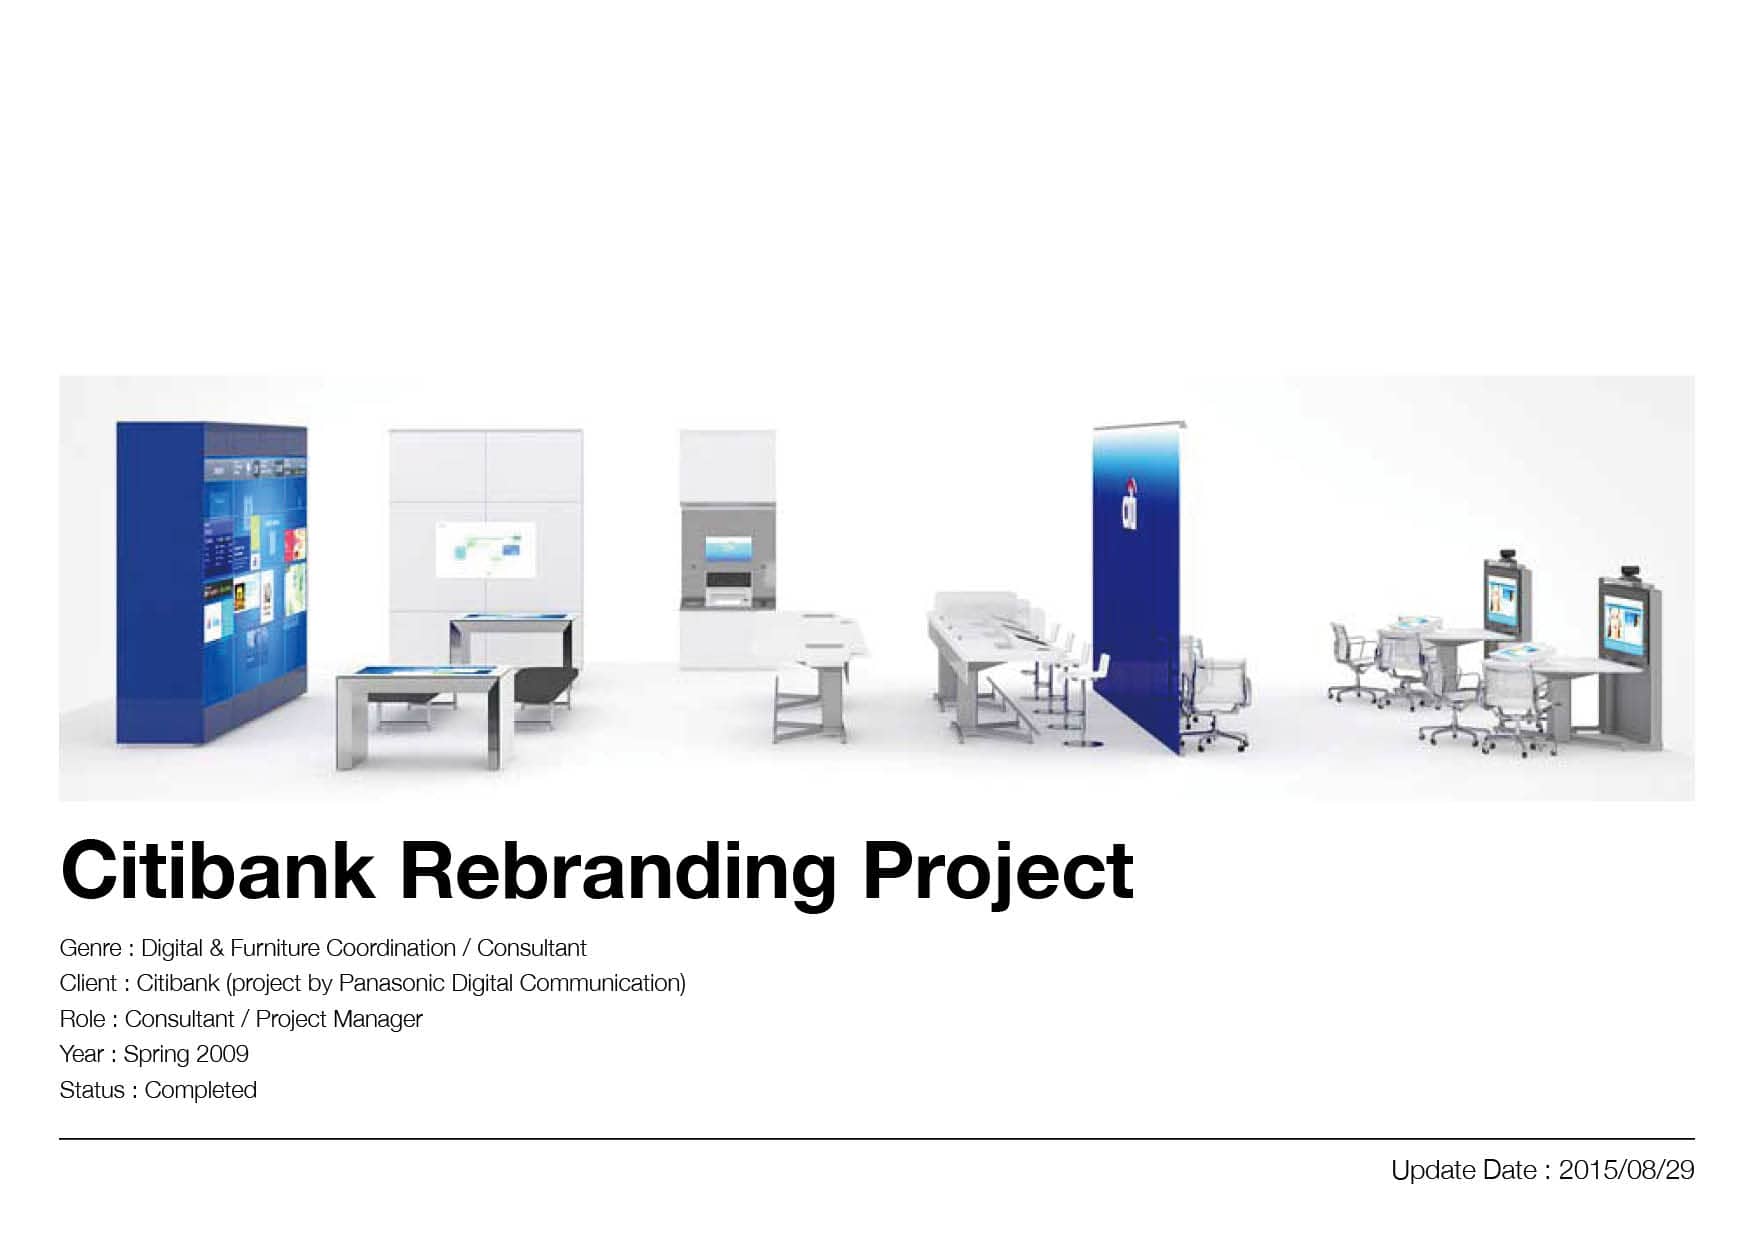 Citibank Rebranding Project
Genre : Digital & Furniture Coordination / Consultant
Client : Citibank (project by Panasonic Digital Communication)
Role : Consultant / Project Manager
Year : Spring 2009
Status : Completed
Update Date : 2015/08/29